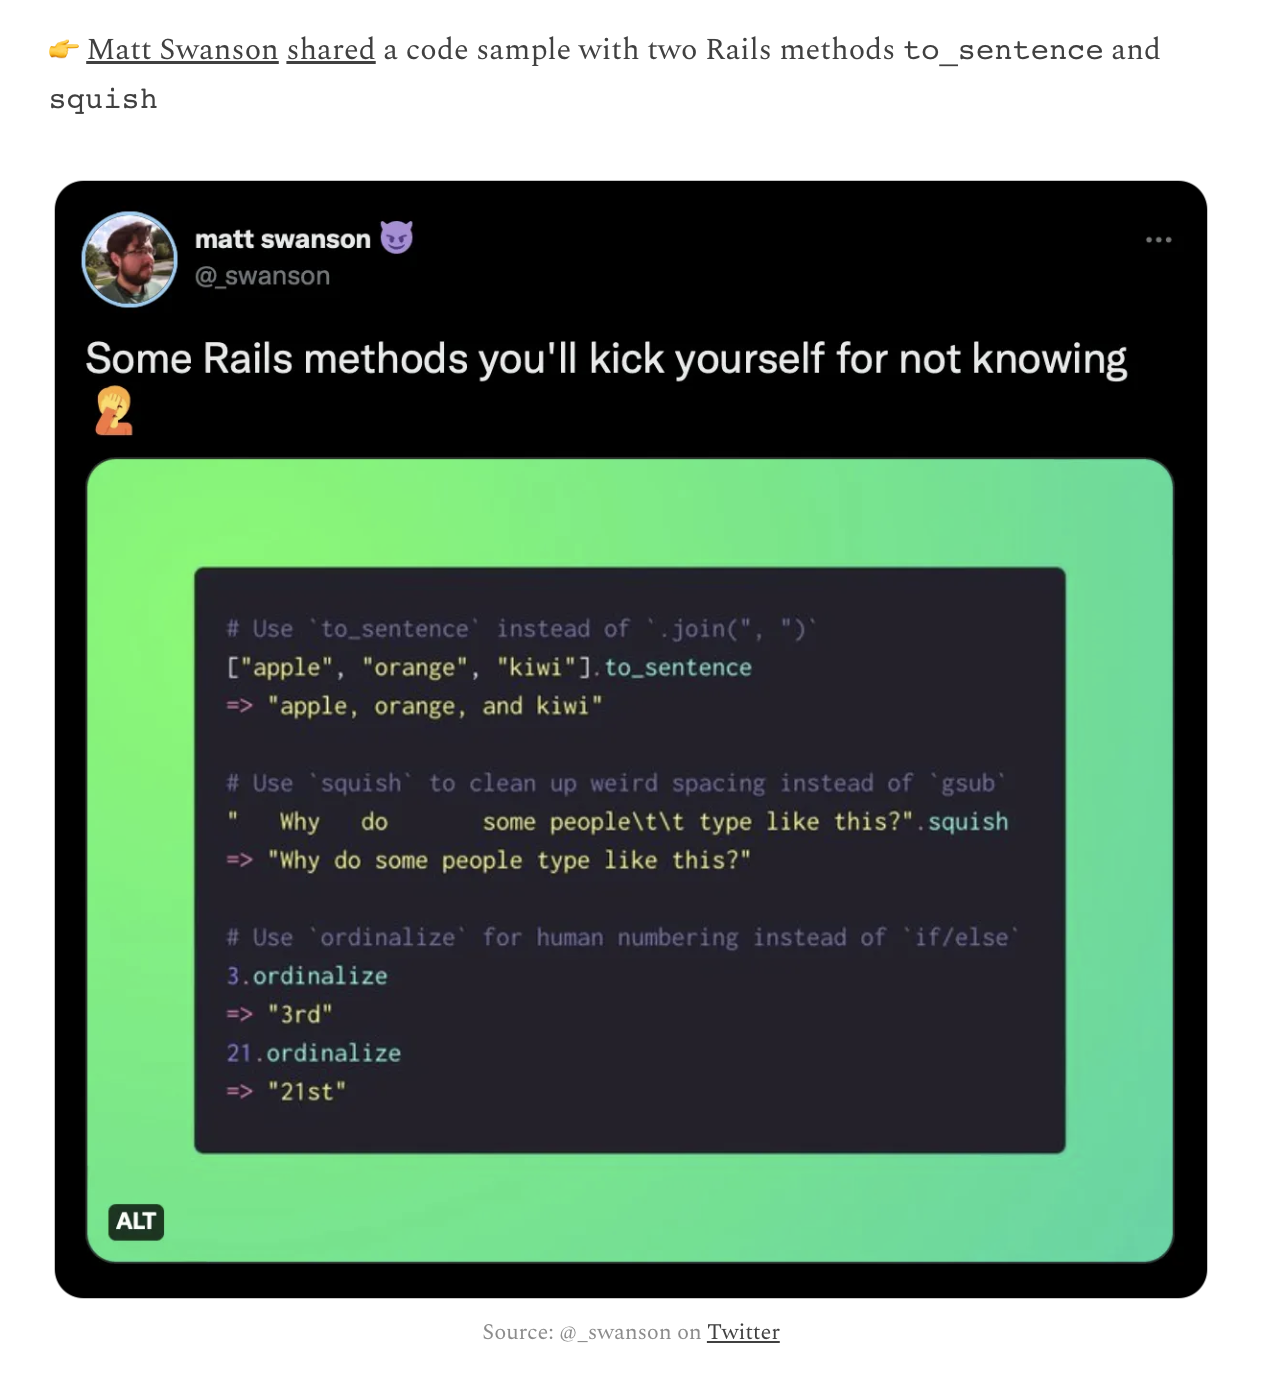 👉 Matt Swanson shared a code sample with two Rails methods to_sentence and
squish
matt swanson 😈
@_swanson
Some Rails methods you'll kick yourself for not knowing
🤦
# Use `to_sentence` instead of `.join(", ")`
["apple", "orange", "kiwi"].to_sentence
=> "apple, orange, and kiwi"
# Use `squish` to clean up weird spacing instead of `gsub`
"   Why   do       some people\t\t type like this?".squish
=> "Why do some people type like this?"
# Use `ordinalize` for human numbering instead of `if/else`
3.ordinalize
=> "3rd"
21.ordinalize
=> "21st"
ALT
Source: @_swanson on Twitter